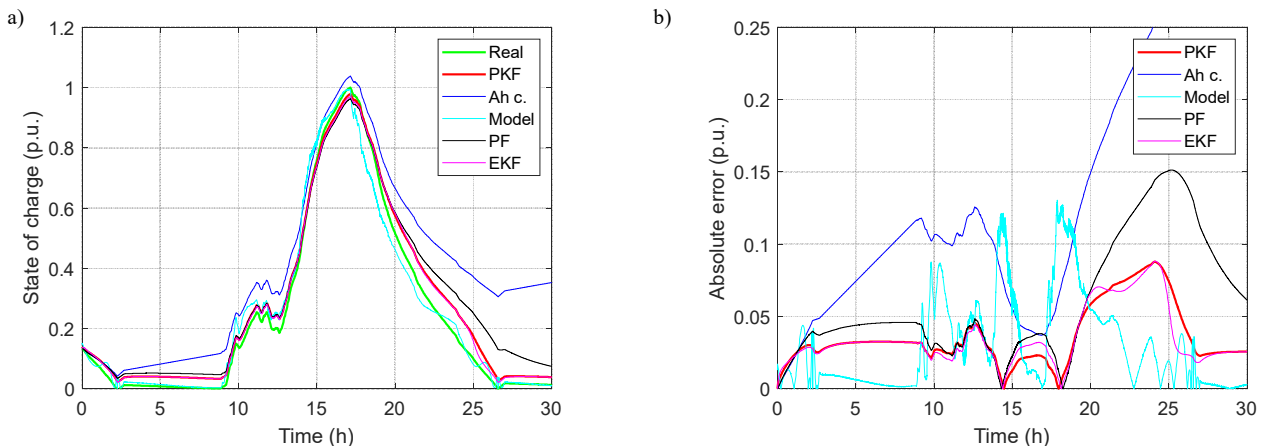 a)
State of charge (p.u.)
1.2
1
0.8
0.6
0.4
0.2
0
0 5 10 15 20 25 30
Time (h)
Real
PKF
Ah c.
Model
PF
EKF
b)
Absolute error (p.u.)
0.25
0.2
0.15
0.1
0.05
0
0 5 10 15 20 25 30
Time (h)
PKF
Ah c.
Model
PF
EKF